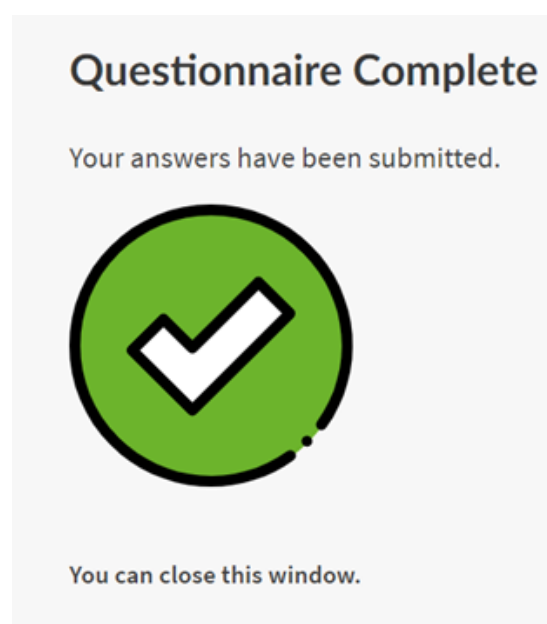 Questionnaire Complete
Your answers have been submitted.
You can close this window.